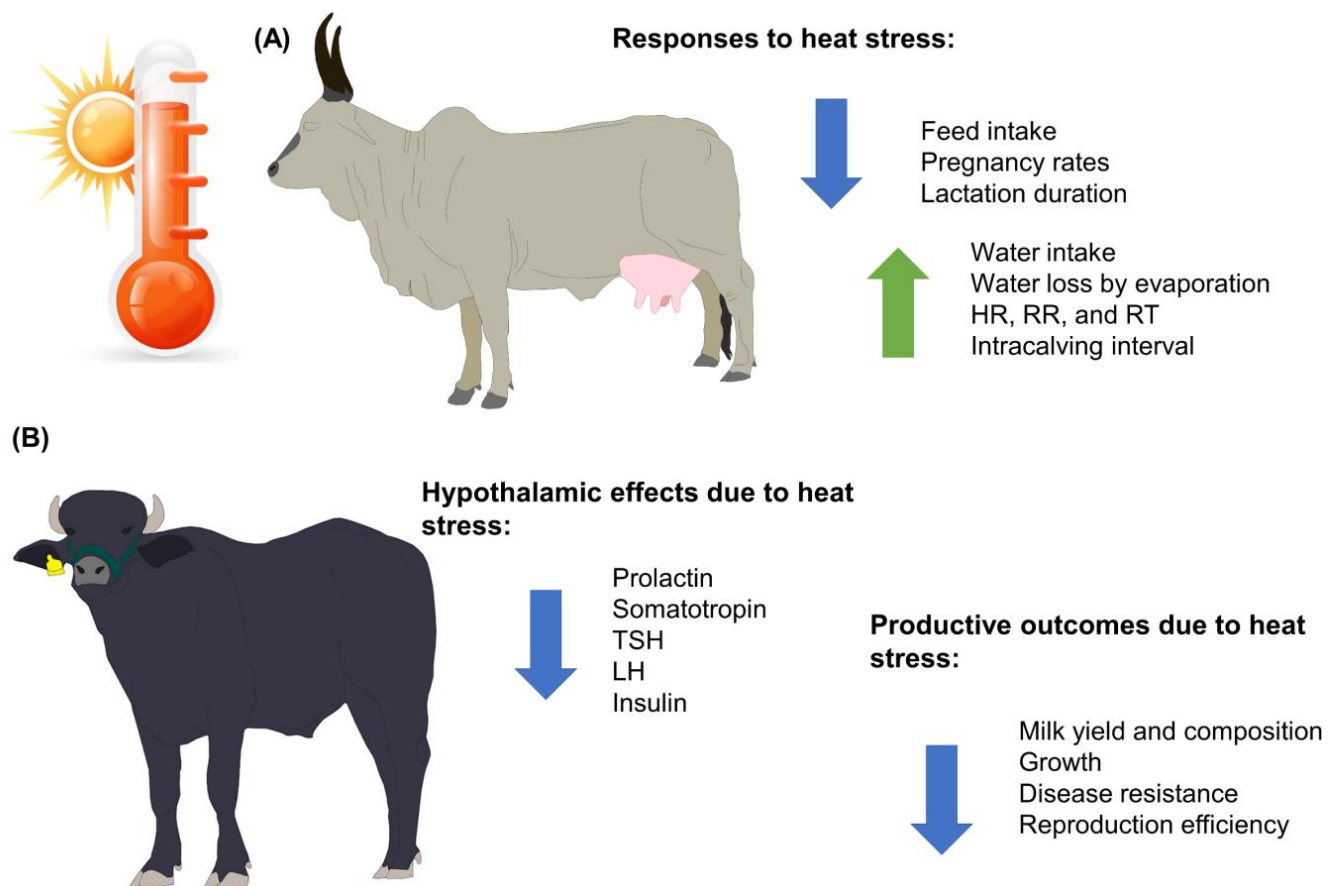 (A)
Responses to heat stress:
Feed intake
Pregnancy rates
Lactation duration
Water intake
Water loss by evaporation
HR, RR, and RT
Intracalving interval
(B)
Hypothalamic effects due to heat
stress:
Prolactin
Somatotropin
TSH
LH
Insulin
Productive outcomes due to heat
stress:
Milk yield and composition
Growth
Disease resistance
Reproduction efficiency